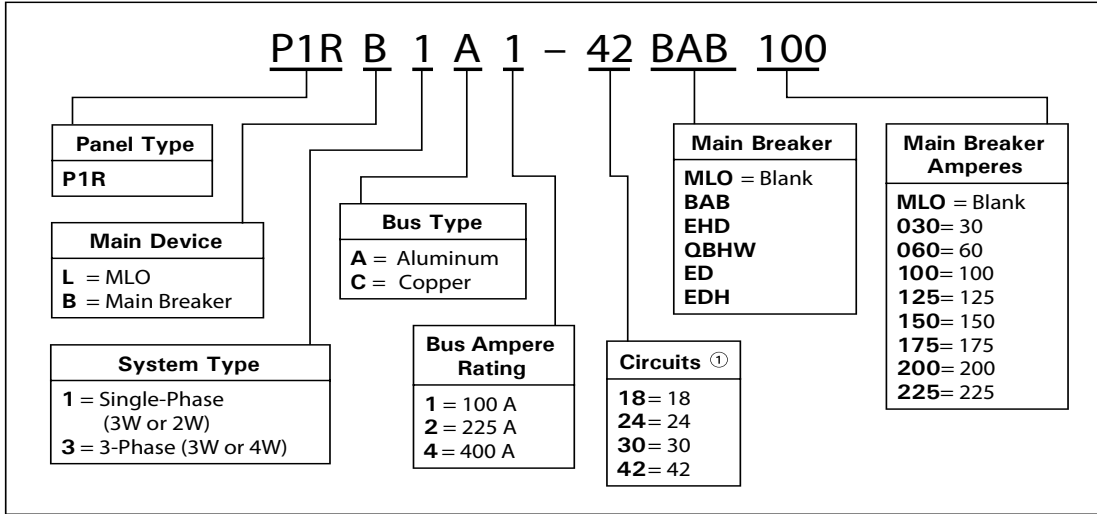 P1R B 1 A 1 – 42 BAB 100
Panel Type
P1R
Main Device
L = MLO
B = Main Breaker
System Type
1 = Single-Phase
(3W or 2W)
3 = 3-Phase (3W or 4W)
Bus Type
A = Aluminum
C = Copper
Bus Ampere
Rating
1 = 100 A
2 = 225 A
4 = 400 A
Circuits ①
18= 18
24= 24
30= 30
42= 42
Main Breaker
MLO = Blank
BAB
EHD
QBHW
ED
EDH
Main Breaker
Amperes
MLO = Blank
030= 30
060= 60
100= 100
125= 125
150= 150
175= 175
200= 200
225= 225